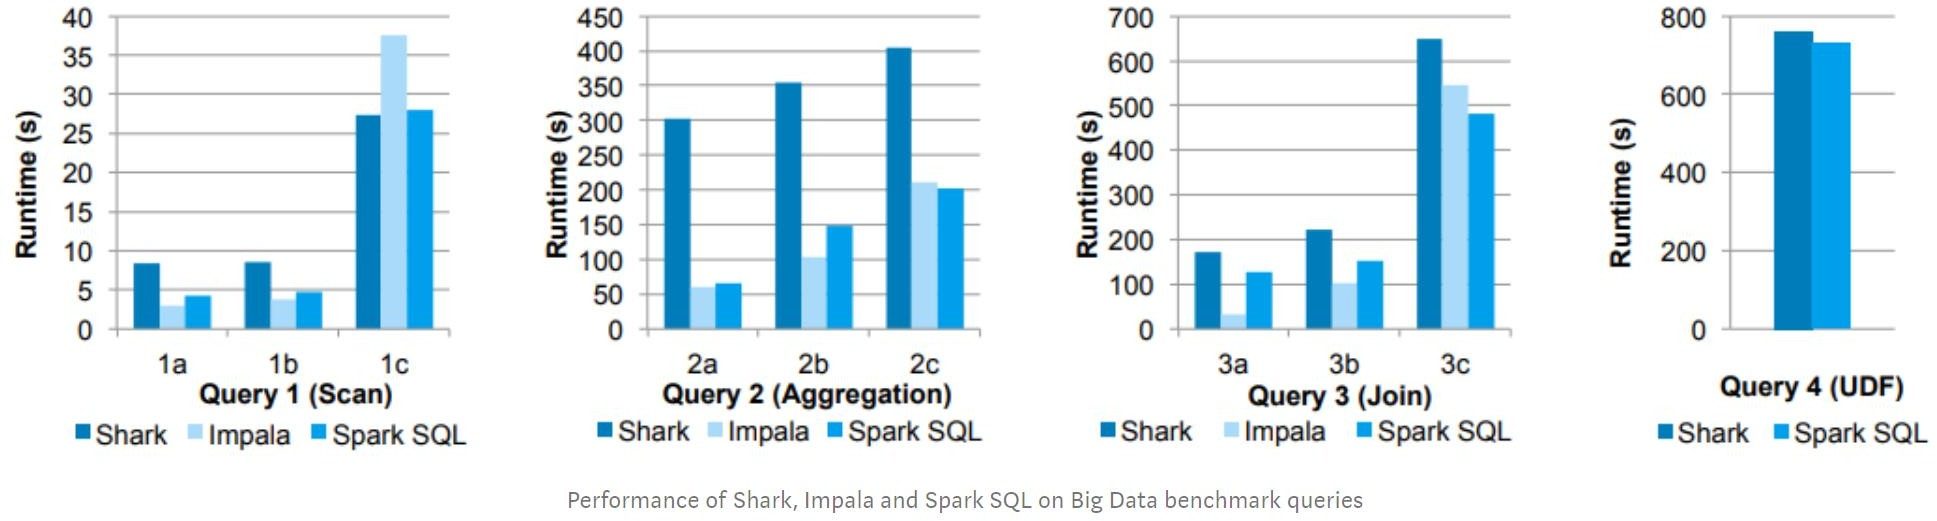 40
35
30
25
20
15
10
5
0
Runtime (s)
1a 1b 1c
Query 1 (Scan)
Shark Impala Spark SQL
450
400
350
300
250
200
150
100
50
0
Runtime (s)
2a 2b 2c
Query 2 (Aggregation)
Shark Impala Spark SQL
700
600
500
400
300
200
100
0
Runtime (s)
3a 3b 3c
Query 3 (Join)
Shark Impala Spark SQL
800
600
400
200
0
Runtime (s)
Query 4 (UDF)
Shark Spark SQL
Performance of Shark, Impala and Spark SQL on Big Data benchmark queries